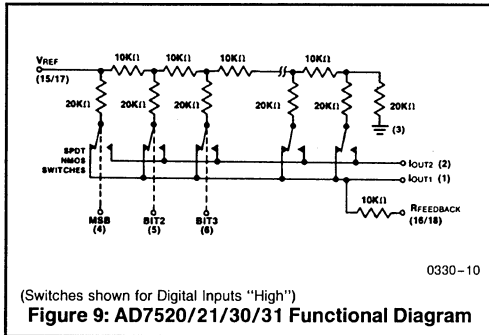 VREF
(15/17)
10KΩ 10KΩ 10KΩ 10KΩ
20KΩ 20KΩ 20KΩ 20KΩ 20KΩ 20KΩ
(3)
SPDT
NMOS
SWITCHES
IOUT2 (2)
IOUT1 (1)
10KΩ
RFEEDBACK
(16/18)
MSB
(4)
BIT2
(5)
BIT3
(6)
0330-10
(Switches shown for Digital Inputs "High")
Figure 9: AD7520/21/30/31 Functional Diagram